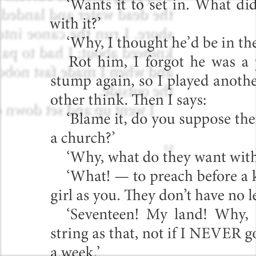 ‘Wants it to set in. What did
with it?’
‘Why, I thought he’d be in the
Rot him, I forgot he was a
stump again, so I played anothe
other think. Then I says:
‘Blame it, do you suppose the
a church?’
‘Why, what do they want with
‘What! — to preach before a k
girl as you. They don’t have no le
‘Seventeen! My land! Why,
string as that, not if I NEVER go
a week.’